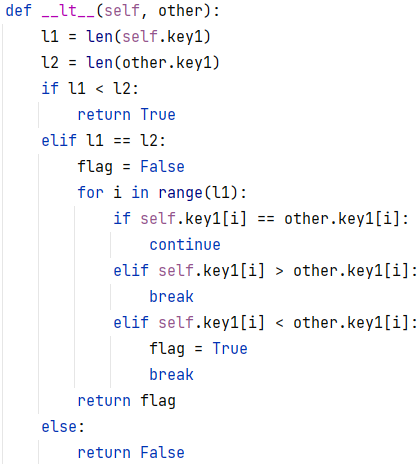 def __lt__(self, other):
    l1 = len(self.key1)
    l2 = len(other.key1)
    if l1 < l2:
        return True
    elif l1 == l2:
        flag = False
        for i in range(l1):
            if self.key1[i] == other.key1[i]:
                continue
            elif self.key1[i] > other.key1[i]:
                break
            elif self.key1[i] < other.key1[i]:
                flag = True
                break
        return flag
    else:
        return False